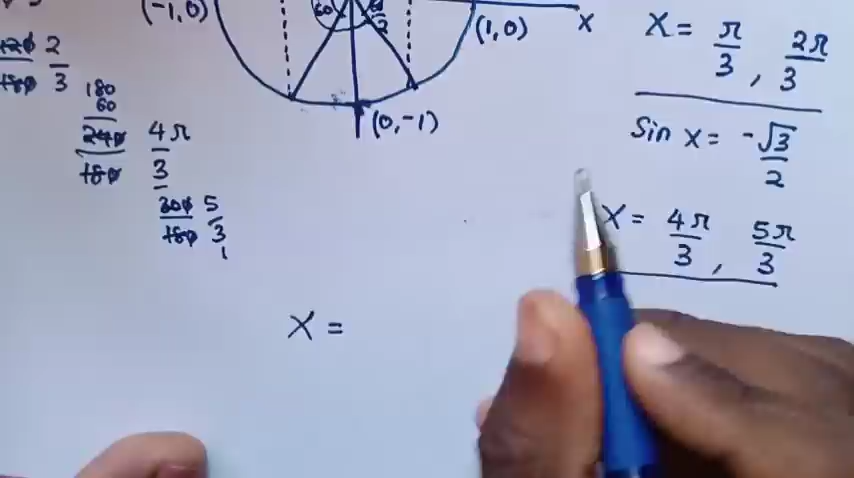 (-1,0)
60
(1,0)
x
(0,-1)
120 2
180 3
180
60
240 4π
180 3
300 5
180 3
1
X = π/3 , 2π/3
Sin x = -√3/2
X = 4π/3 , 5π/3
X =